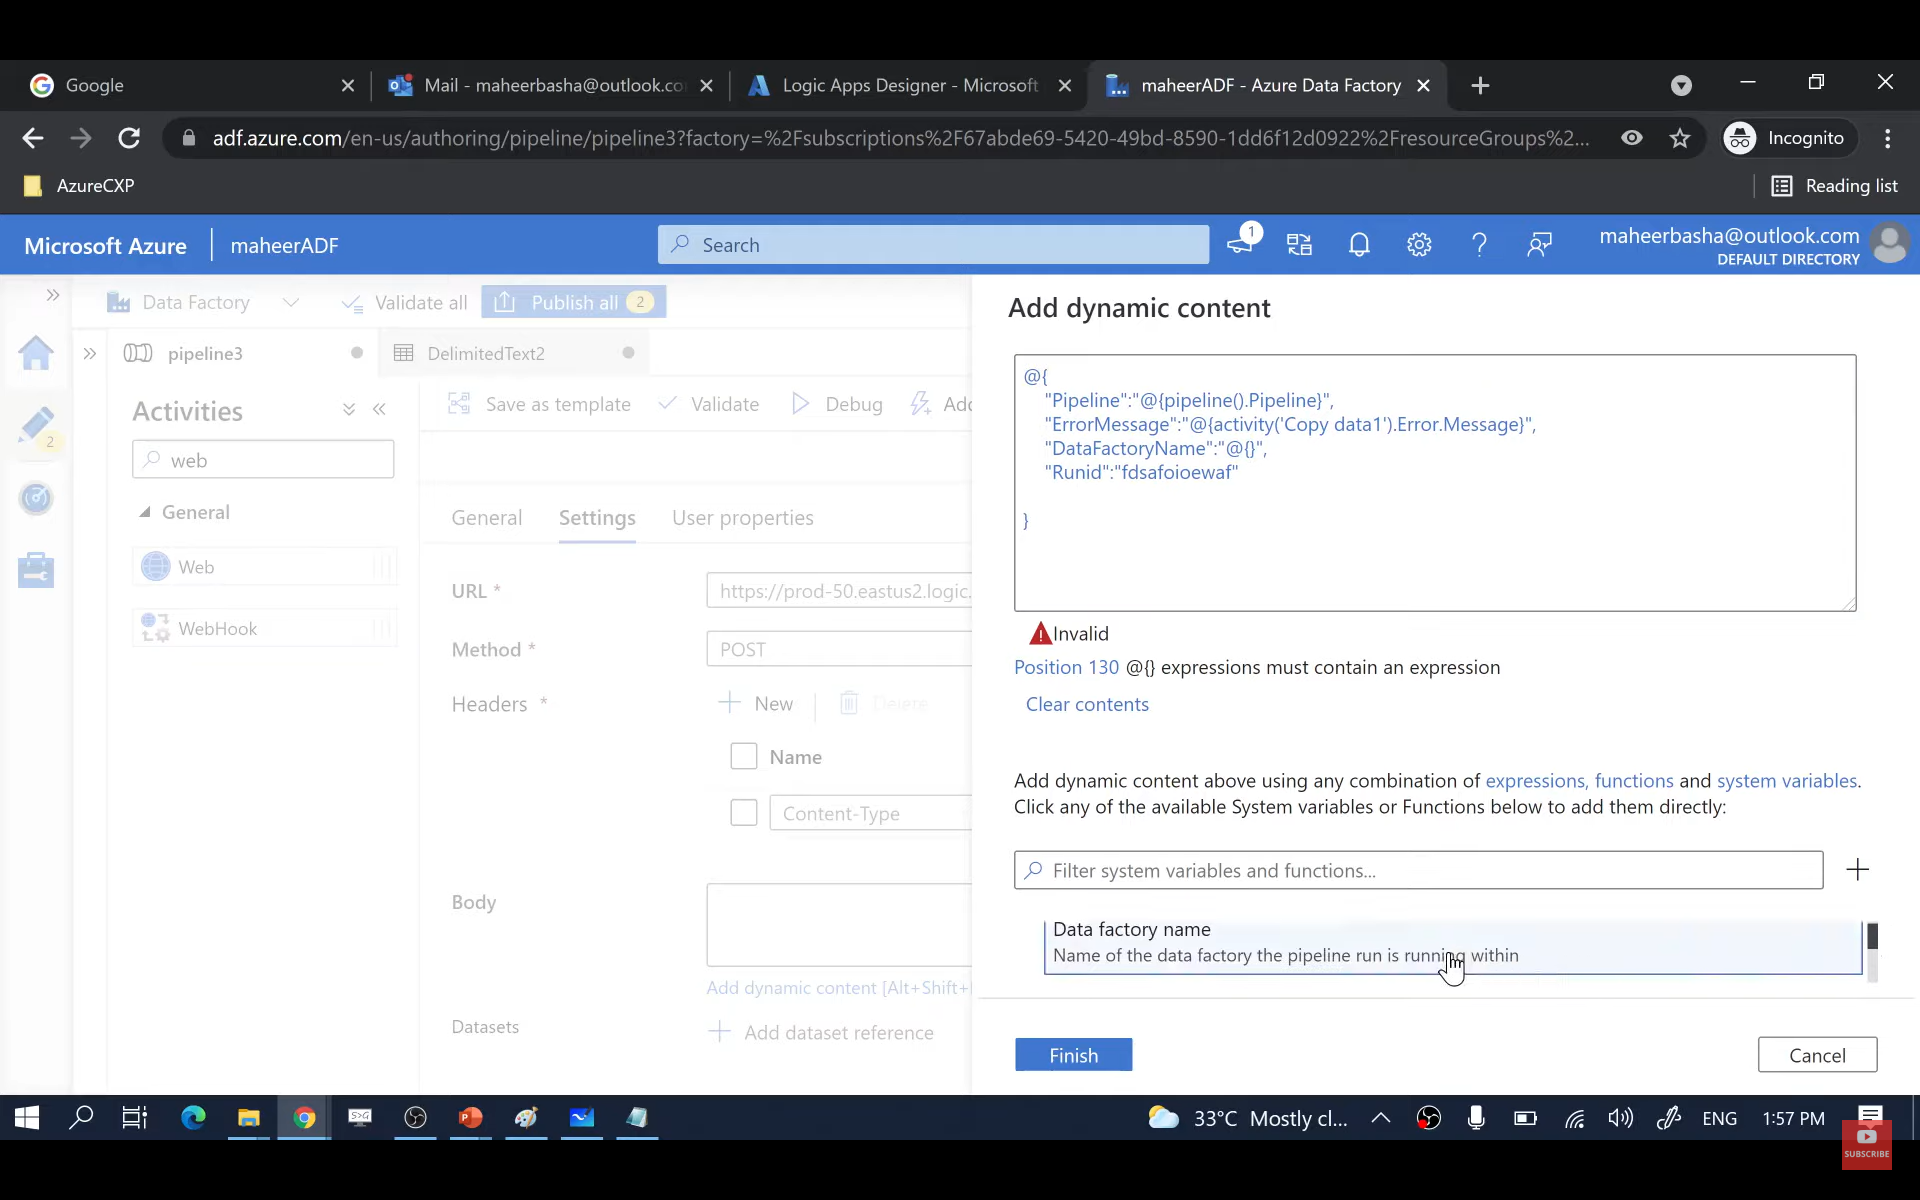 Google
Mail - maheerbasha@outlook.co
Logic Apps Designer - Microsoft
maheerADF - Azure Data Factory
adf.azure.com/en-us/authoring/pipeline/pipeline3?factory=%2Fsubscriptions%2F67abde69-5420-49bd-8590-1dd6f12d0922%2FresourceGroups%2...
Incognito
AzureCXP
Reading list
Microsoft Azure
maheerADF
Search
1
maheerbasha@outlook.com
DEFAULT DIRECTORY
Data Factory
Validate all
Publish all 2
pipeline3
DelimitedText2
2
Activities
web
General
Web
WebHook
Save as template
Validate
Debug
Add
General
Settings
User properties
URL *
https://prod-50.eastus2.logic.
Method *
POST
Headers *
New
Delete
Name
Content-Type
Body
Add dynamic content [Alt+Shift+
Datasets
Add dataset reference
Add dynamic content
@{
"Pipeline":"@{pipeline().Pipeline}",
"ErrorMessage":"@{activity('Copy data1').Error.Message}",
"DataFactoryName":"@{}",
"Runid":"fdsafoioewaf"
}
Invalid
Position 130 @{} expressions must contain an expression
Clear contents
Add dynamic content above using any combination of expressions, functions and system variables.
Click any of the available System variables or Functions below to add them directly:
Filter system variables and functions...
Data factory name
Name of the data factory the pipeline run is running within
Finish
Cancel
33°C Mostly cl...
ENG
1:57 PM
SUBSCRIBE